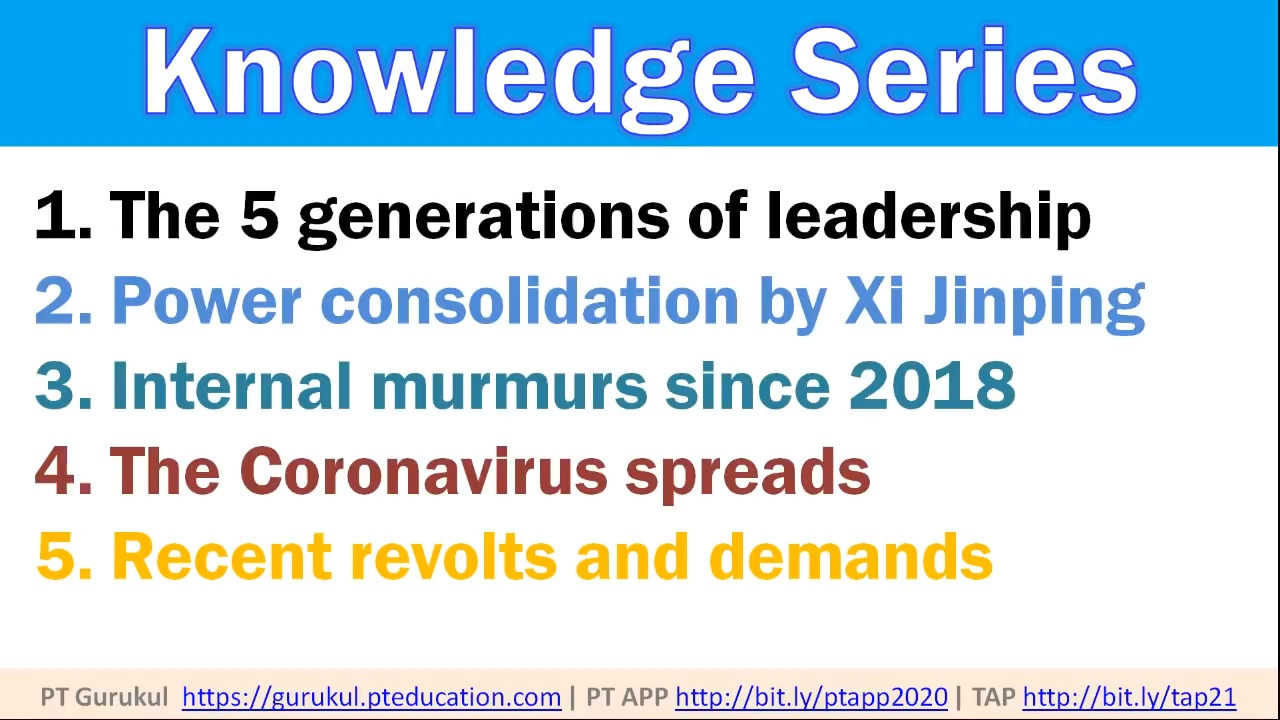 Knowledge Series
1. The 5 generations of leadership
2. Power consolidation by Xi Jinping
3. Internal murmurs since 2018
4. The Coronavirus spreads
5. Recent revolts and demands
PT Gurukul https://gurukul.pteducation.com | PT APP http://bit.ly/ptapp2020 | TAP http://bit.ly/tap21